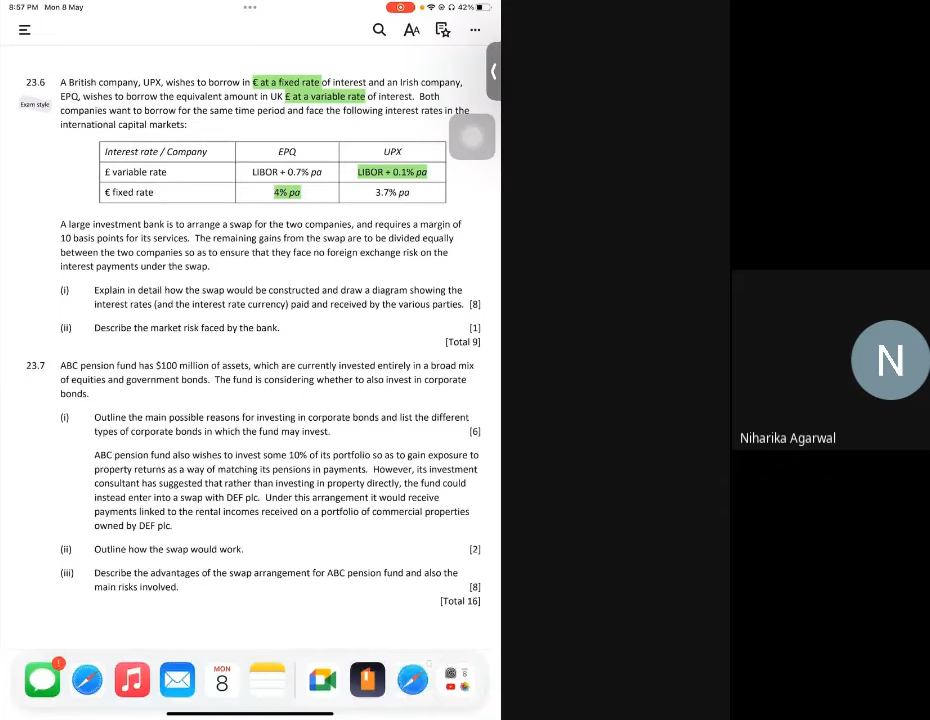 8:57 PM Mon 8 May
42%
AA
23.6 A British company, UPX, wishes to borrow in € at a fixed rate of interest and an Irish company,
Exam style EPQ, wishes to borrow the equivalent amount in UK £ at a variable rate of interest. Both
companies want to borrow for the same time period and face the following interest rates in the
international capital markets:
Interest rate / Company EPQ UPX
£ variable rate LIBOR + 0.7% pa LIBOR + 0.1% pa
€ fixed rate 4% pa 3.7% pa
A large investment bank is to arrange a swap for the two companies, and requires a margin of
10 basis points for its services. The remaining gains from the swap are to be divided equally
between the two companies so as to ensure that they face no foreign exchange risk on the
interest payments under the swap.
(i) Explain in detail how the swap would be constructed and draw a diagram showing the
interest rates (and the interest rate currency) paid and received by the various parties. [8]
(ii) Describe the market risk faced by the bank. [1]
[Total 9]
23.7 ABC pension fund has $100 million of assets, which are currently invested entirely in a broad mix
of equities and government bonds. The fund is considering whether to also invest in corporate
bonds.
(i) Outline the main possible reasons for investing in corporate bonds and list the different
types of corporate bonds in which the fund may invest. [6]
ABC pension fund also wishes to invest some 10% of its portfolio so as to gain exposure to
property returns as a way of matching its pensions in payments. However, its investment
consultant has suggested that rather than investing in property directly, the fund could
instead enter into a swap with DEF plc. Under this arrangement it would receive
payments linked to the rental incomes received on a portfolio of commercial properties
owned by DEF plc.
(ii) Outline how the swap would work. [2]
(iii) Describe the advantages of the swap arrangement for ABC pension fund and also the
main risks involved. [8]
[Total 16]
N
Niharika Agarwal
MON
8